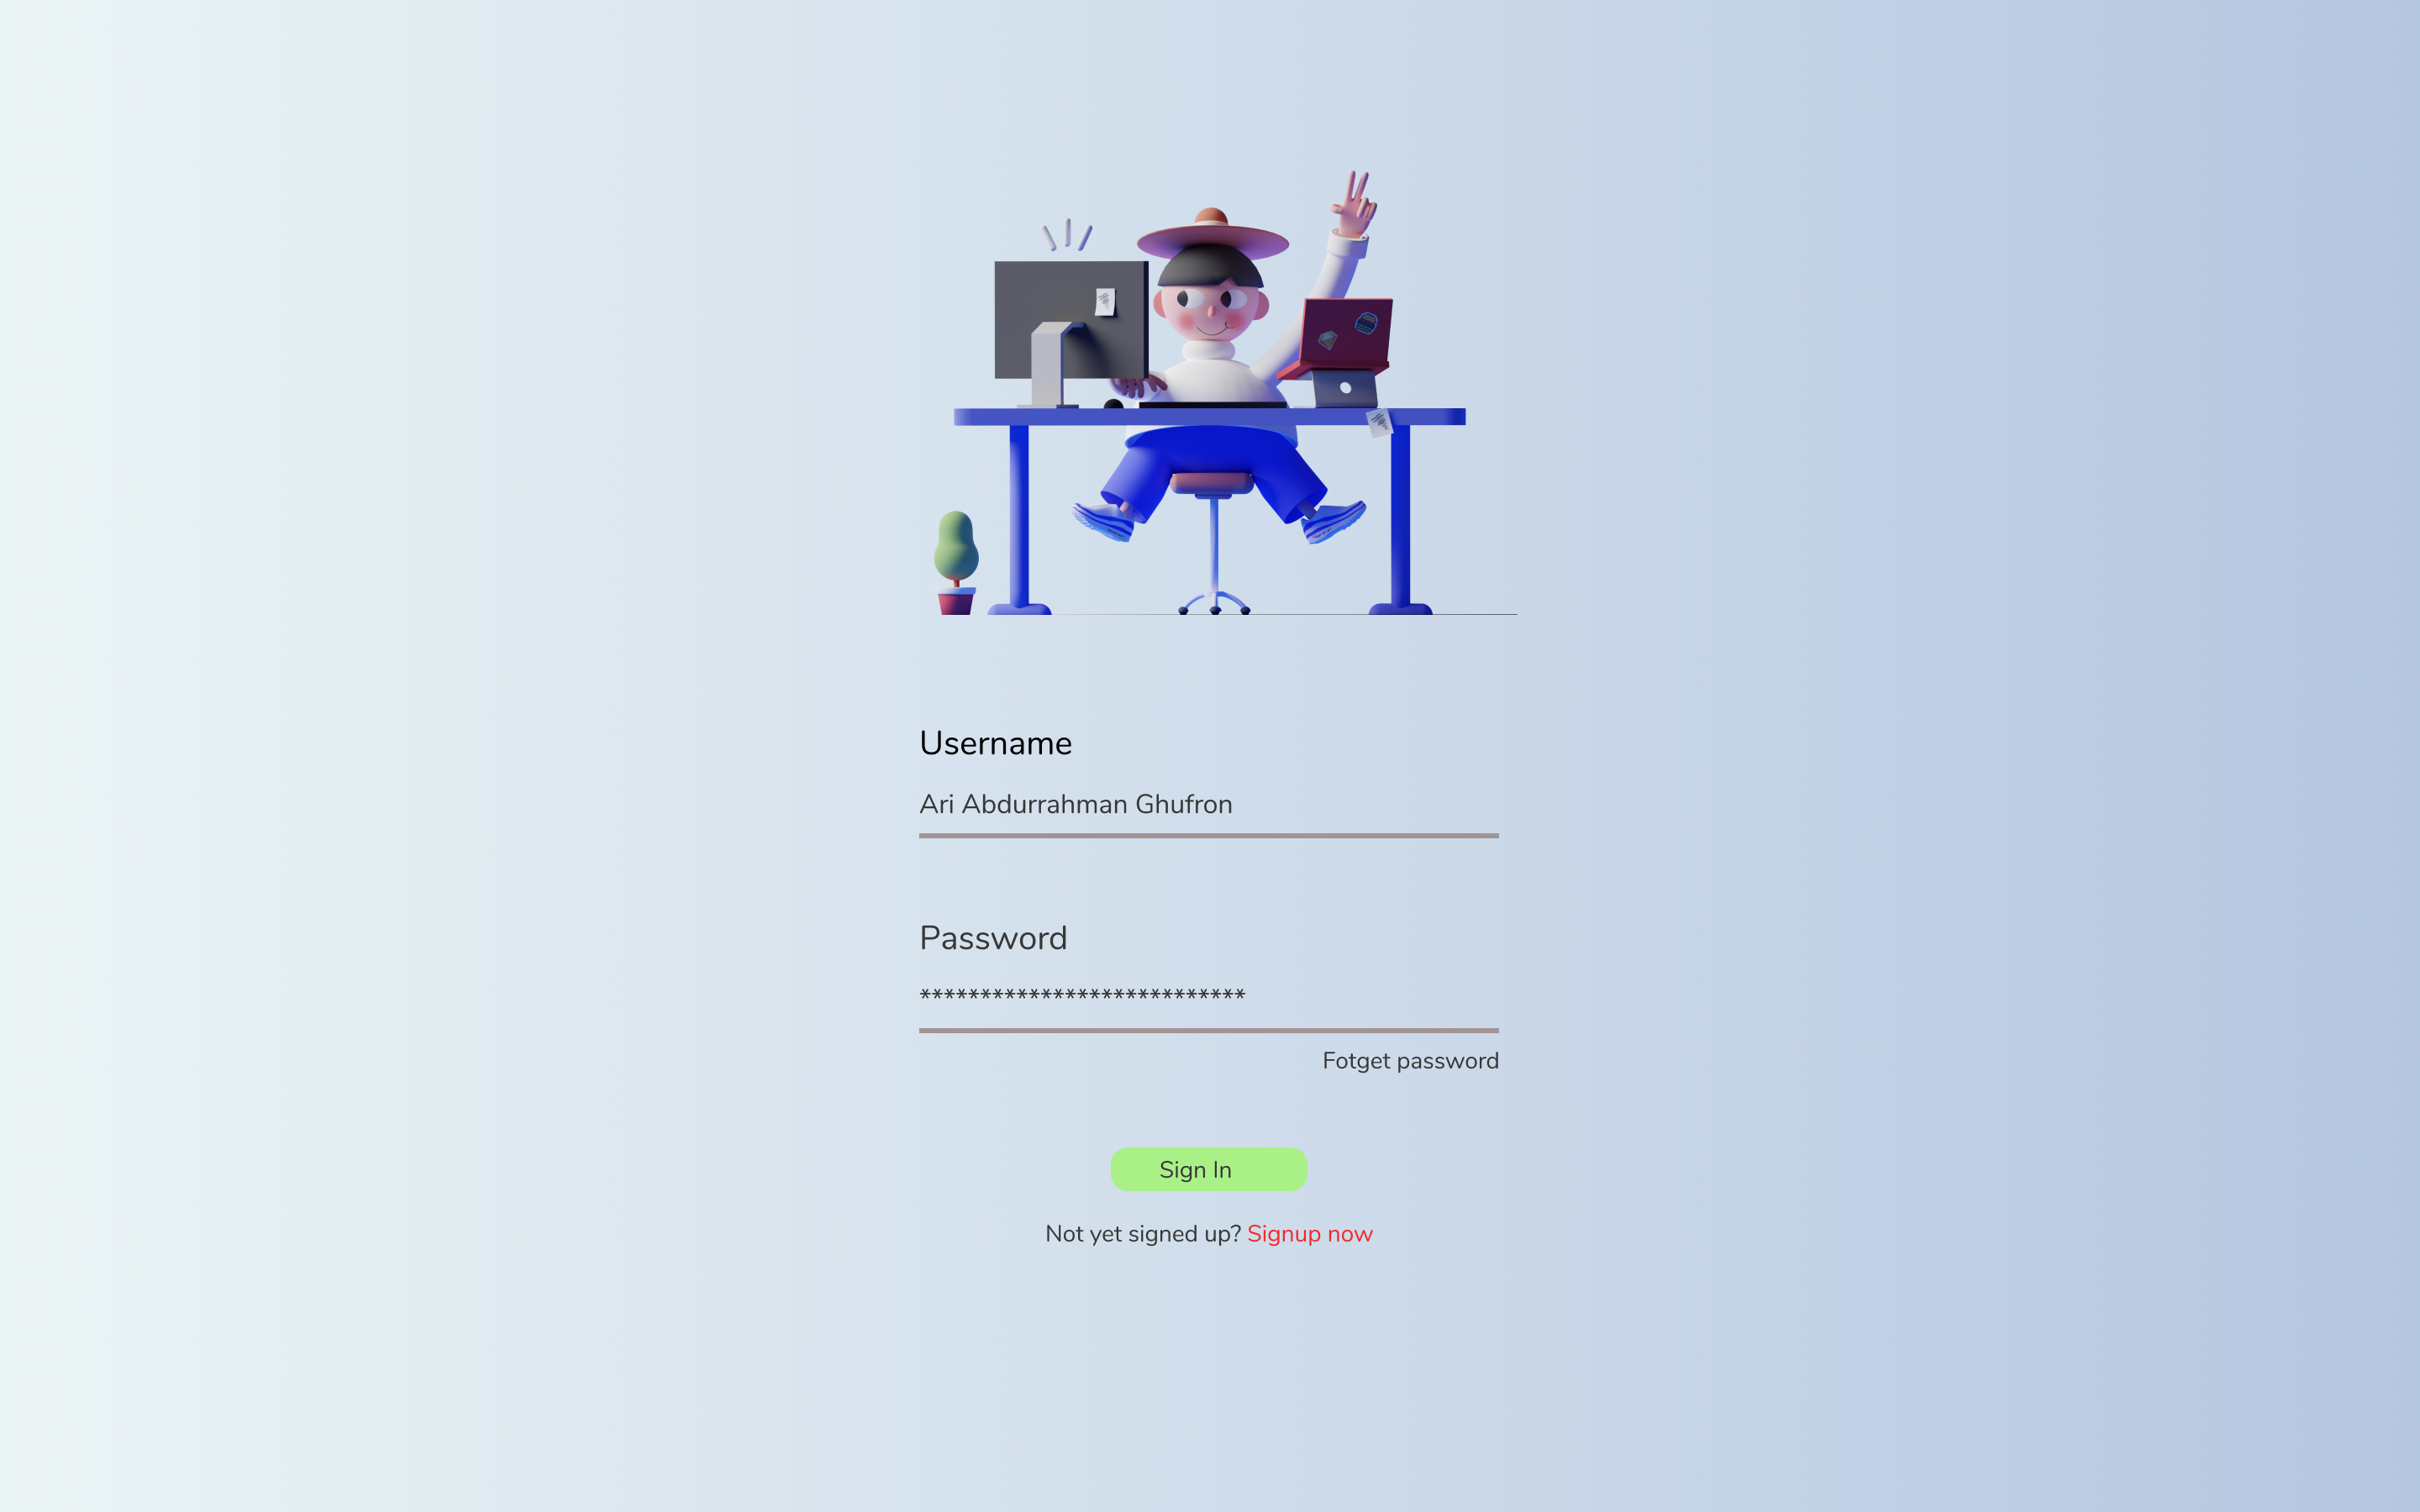 Username
Ari Abdurrahman Ghufron
Password
***************************
Fotget password
Sign In
Not yet signed up? Signup now